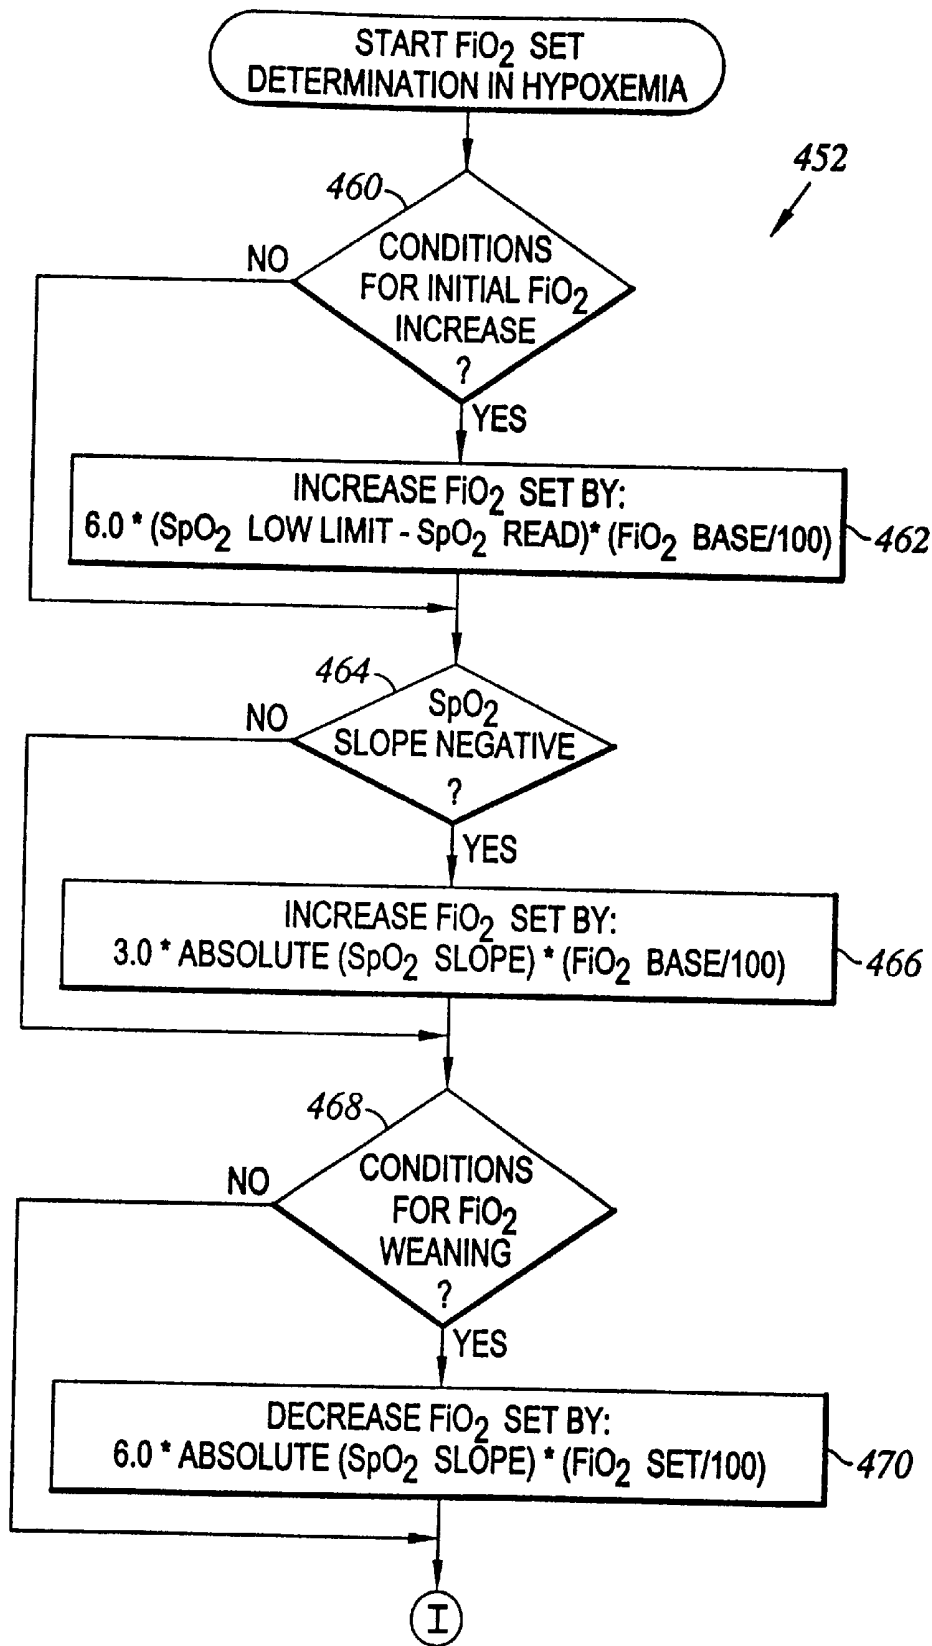 START FiO2 SET
DETERMINATION IN HYPOXEMIA
452
460
CONDITIONS
FOR INITIAL FiO2
INCREASE
?
NO
YES
INCREASE FiO2 SET BY:
6.0 * (SpO2 LOW LIMIT - SpO2 READ)* (FiO2 BASE/100)
462
464
SpO2
SLOPE NEGATIVE
?
NO
YES
INCREASE FiO2 SET BY:
3.0 * ABSOLUTE (SpO2 SLOPE) * (FiO2 BASE/100)
466
468
CONDITIONS
FOR FiO2
WEANING
?
NO
YES
DECREASE FiO2 SET BY:
6.0 * ABSOLUTE (SpO2 SLOPE) * (FiO2 SET/100)
470
I